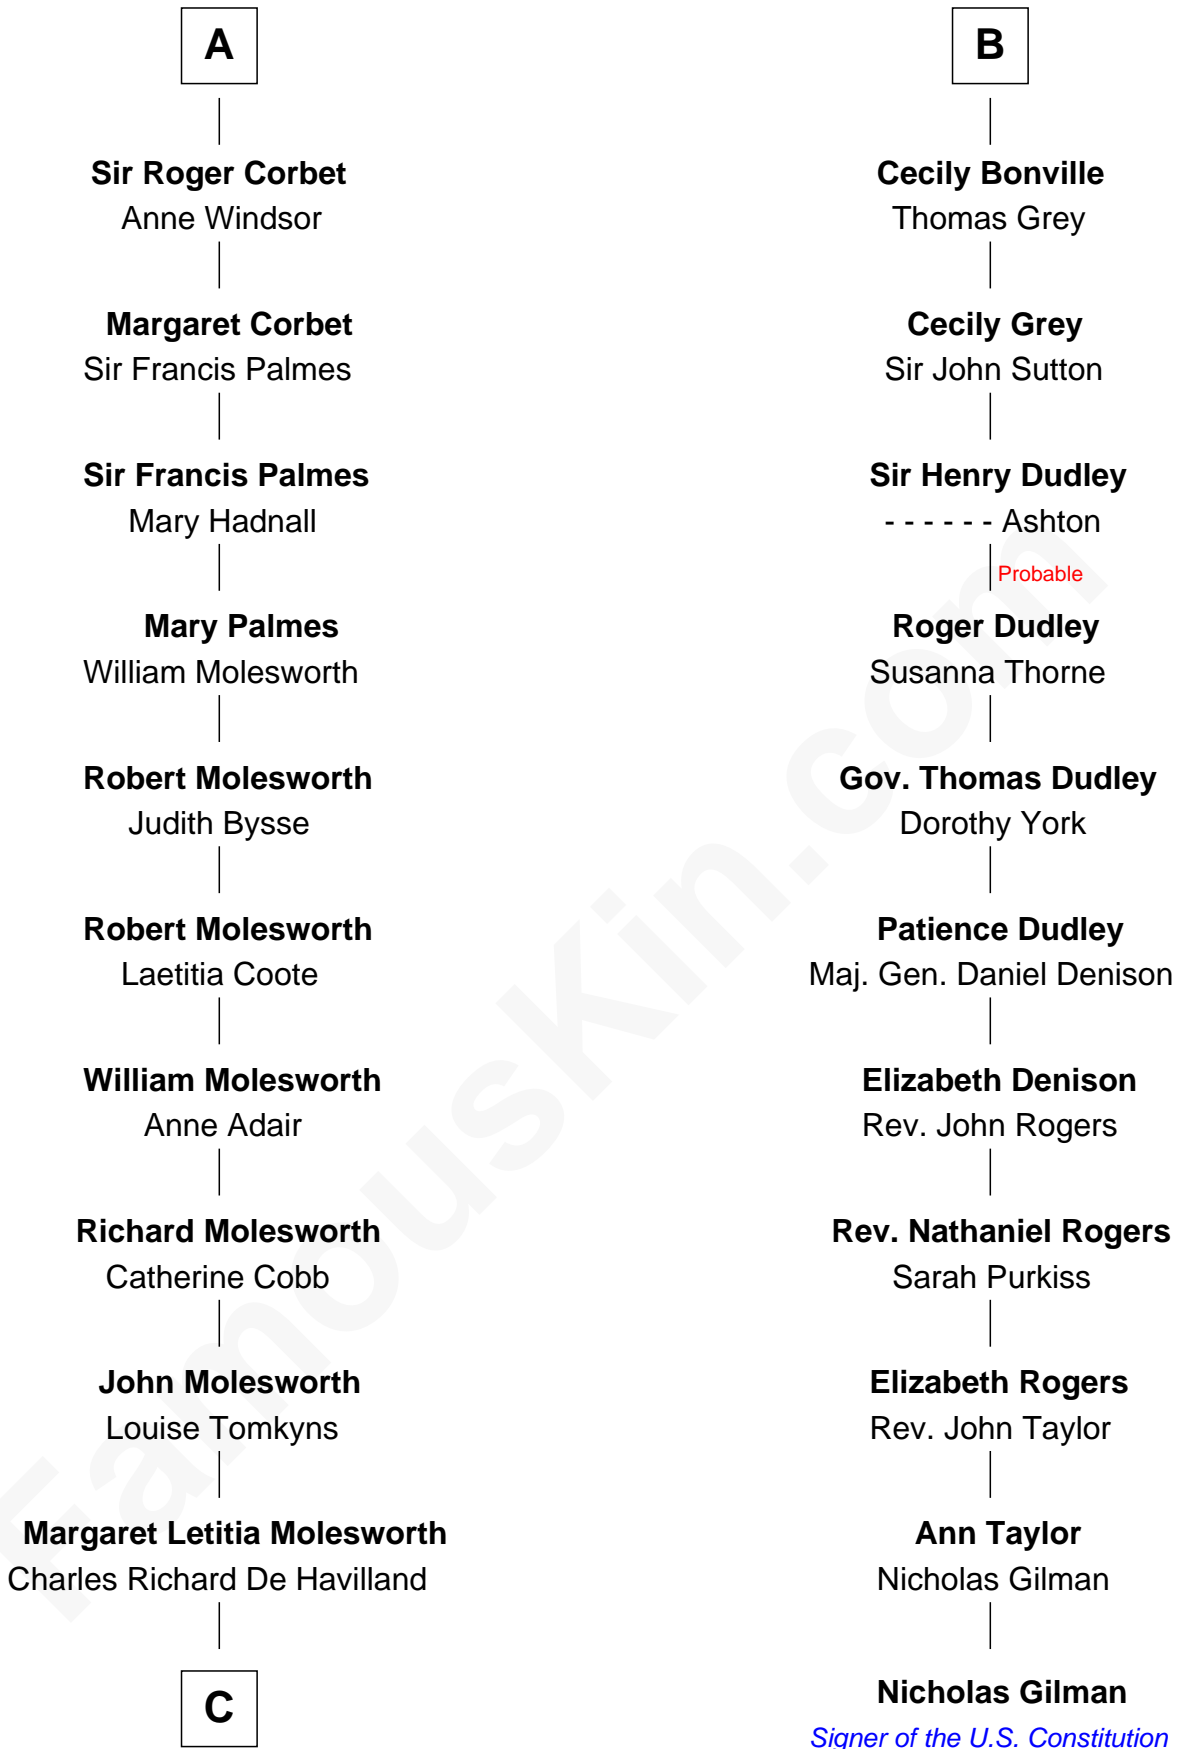 A
Sir Roger Corbet
Anne Windsor
Margaret Corbet
Sir Francis Palmes
Sir Francis Palmes
Mary Hadnall
Mary Palmes
William Molesworth
Robert Molesworth
Judith Bysse
Robert Molesworth
Laetitia Coote
William Molesworth
Anne Adair
Richard Molesworth
Catherine Cobb
John Molesworth
Louise Tomkyns
Margaret Letitia Molesworth
Charles Richard De Havilland
C
B
Cecily Bonville
Thomas Grey
Cecily Grey
Sir John Sutton
Sir Henry Dudley
- - - - - - Ashton
Probable
Roger Dudley
Susanna Thorne
Gov. Thomas Dudley
Dorothy York
Patience Dudley
Maj. Gen. Daniel Denison
Elizabeth Denison
Rev. John Rogers
Rev. Nathaniel Rogers
Sarah Purkiss
Elizabeth Rogers
Rev. John Taylor
Ann Taylor
Nicholas Gilman
Nicholas Gilman
Signer of the U.S. Constitution
FamousKin.com